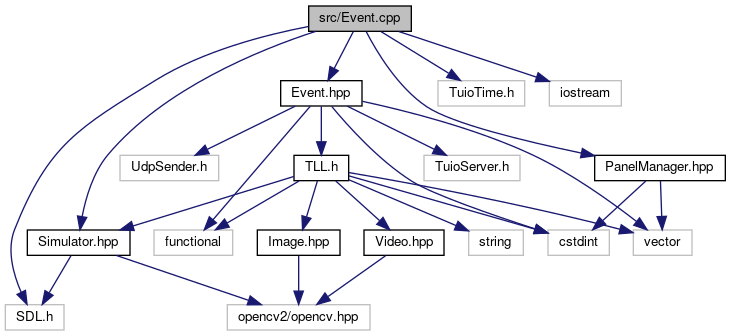 src/Event.cpp
Event.hpp
TuioTime.h
iostream
UdpSender.h
TLL.h
TuioServer.h
PanelManager.hpp
Simulator.hpp
functional
Image.hpp
Video.hpp
string
cstdint
vector
SDL.h
opencv2/opencv.hpp